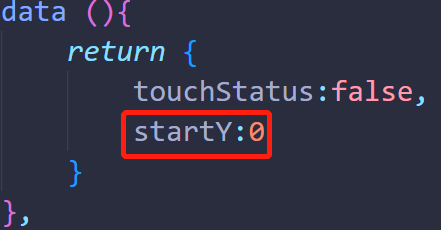 data (){
return {
touchStatus:false,
startY:0
}
},